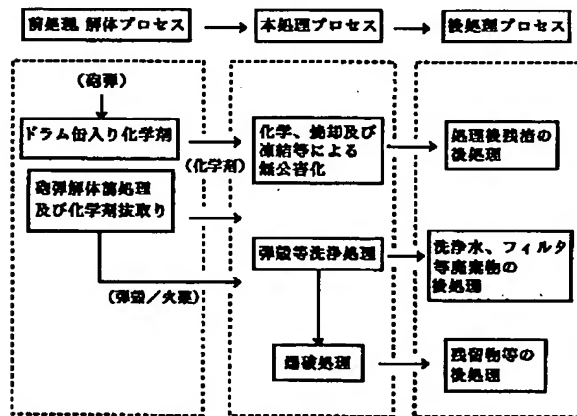 前処理、解体プロセス
本処理プロセス
後処理プロセス
(砲弾)
ドラム缶入り化学剤
(化学剤)
砲弾解体前処理
及び化学剤抜取り
(弾殻/火薬)
化学、焼却及び
凍結等による
無公害化
弾殻等洗浄処理
爆破処理
処理後残渣の
後処理
洗浄水、フィルタ
等廃棄物の
後処理
残留物等の
後処理